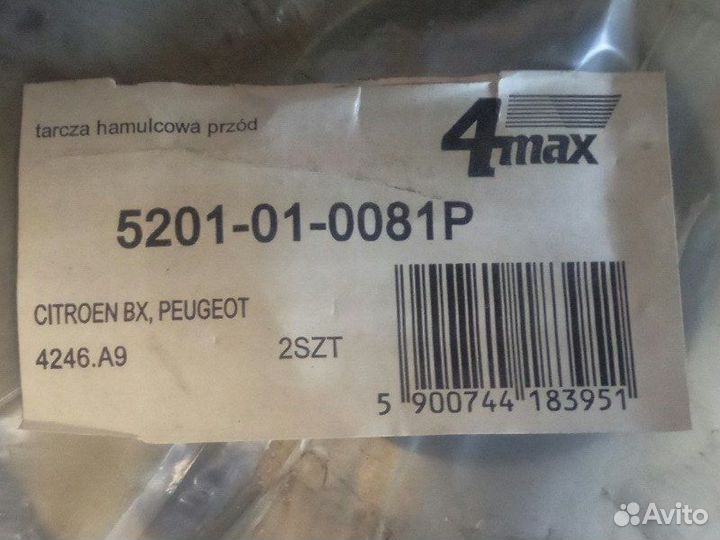 tarcza hamulcowa przód
4max
5201-01-0081P
CITROEN BX, PEUGEOT
4246.A9
2SZT
5 900744 183951
Avito